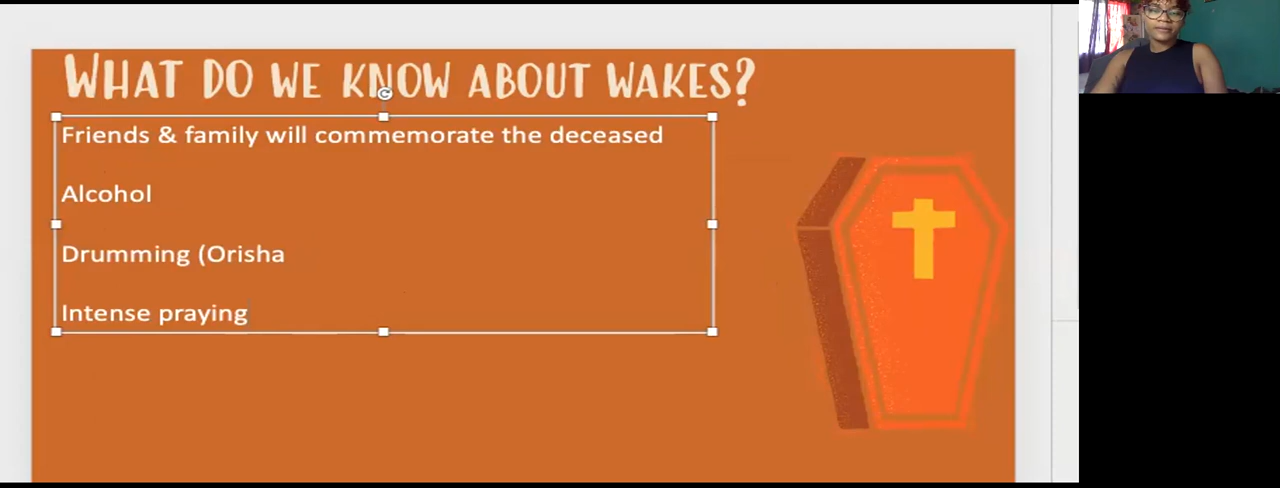 WHAT DO WE KNOW ABOUT WAKES?
Friends & family will commemorate the deceased
Alcohol
Drumming (Orisha
Intense praying